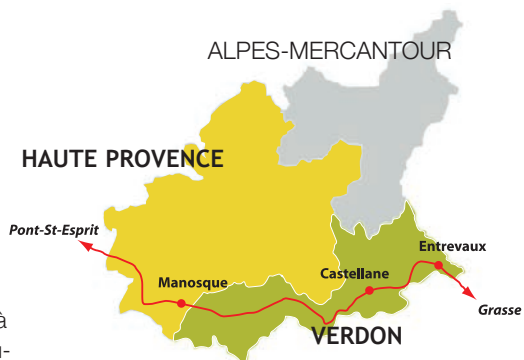 ALPES-MERCANTOUR
HAUTE PROVENCE
Pont-St-Esprit
Entrevaux
Manosque
Castellane
Grasse
à
VERDON
u-